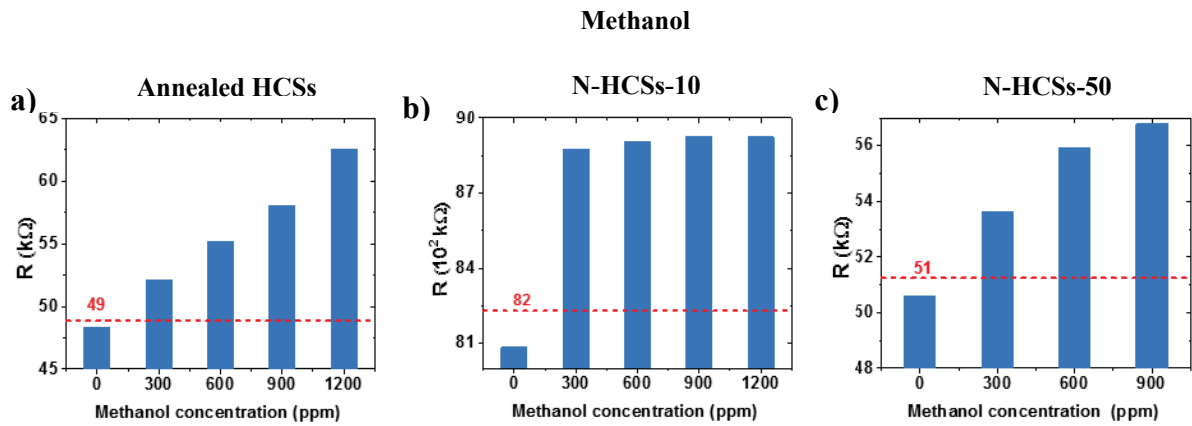 Methanol
a)
Annealed HCSs
65
60
55
50
45
49
R (kΩ)
0 300 600 900 1200
Methanol concentration (ppm)
b)
N-HCSs-10
90
87
84
81
82
R (10² kΩ)
0 300 600 900 1200
Methanol concentration (ppm)
c)
N-HCSs-50
56
54
52
50
48
51
R (kΩ)
0 300 600 900
Methanol concentration (ppm)